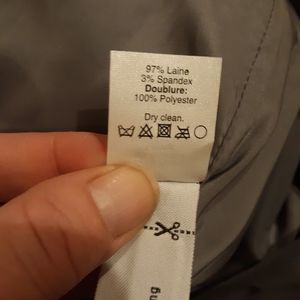 97% Laine
3% Spandex
Doublure:
100% Polyester
Dry clean.